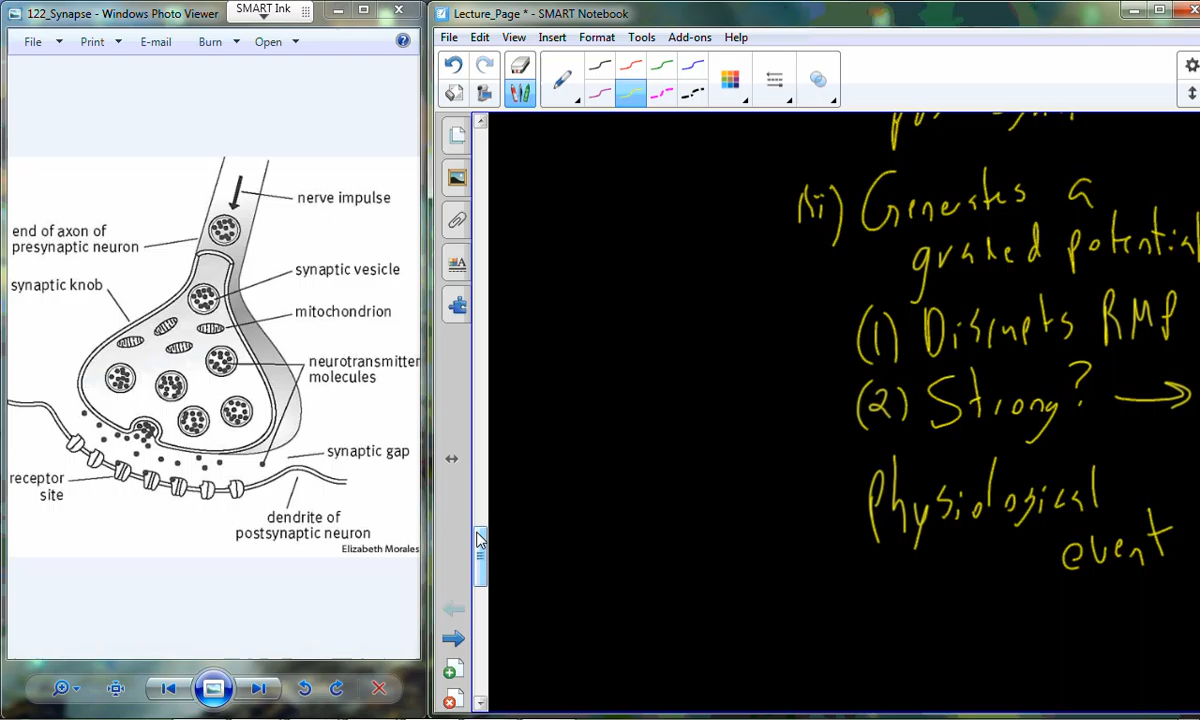 122_Synapse - Windows Photo Viewer
SMART Ink
File Print E-mail Burn Open
nerve impulse
end of axon of
presynaptic neuron
synaptic vesicle
synaptic knob
mitochondrion
neurotransmitter
molecules
synaptic gap
receptor
site
dendrite of
postsynaptic neuron
Elizabeth Morales
Lecture_Page * - SMART Notebook
File Edit View Insert Format Tools Add-ons Help
iii) Generates a
graded potential
(1) Disrupts RMP
(2) Strong? →
Physiological
event